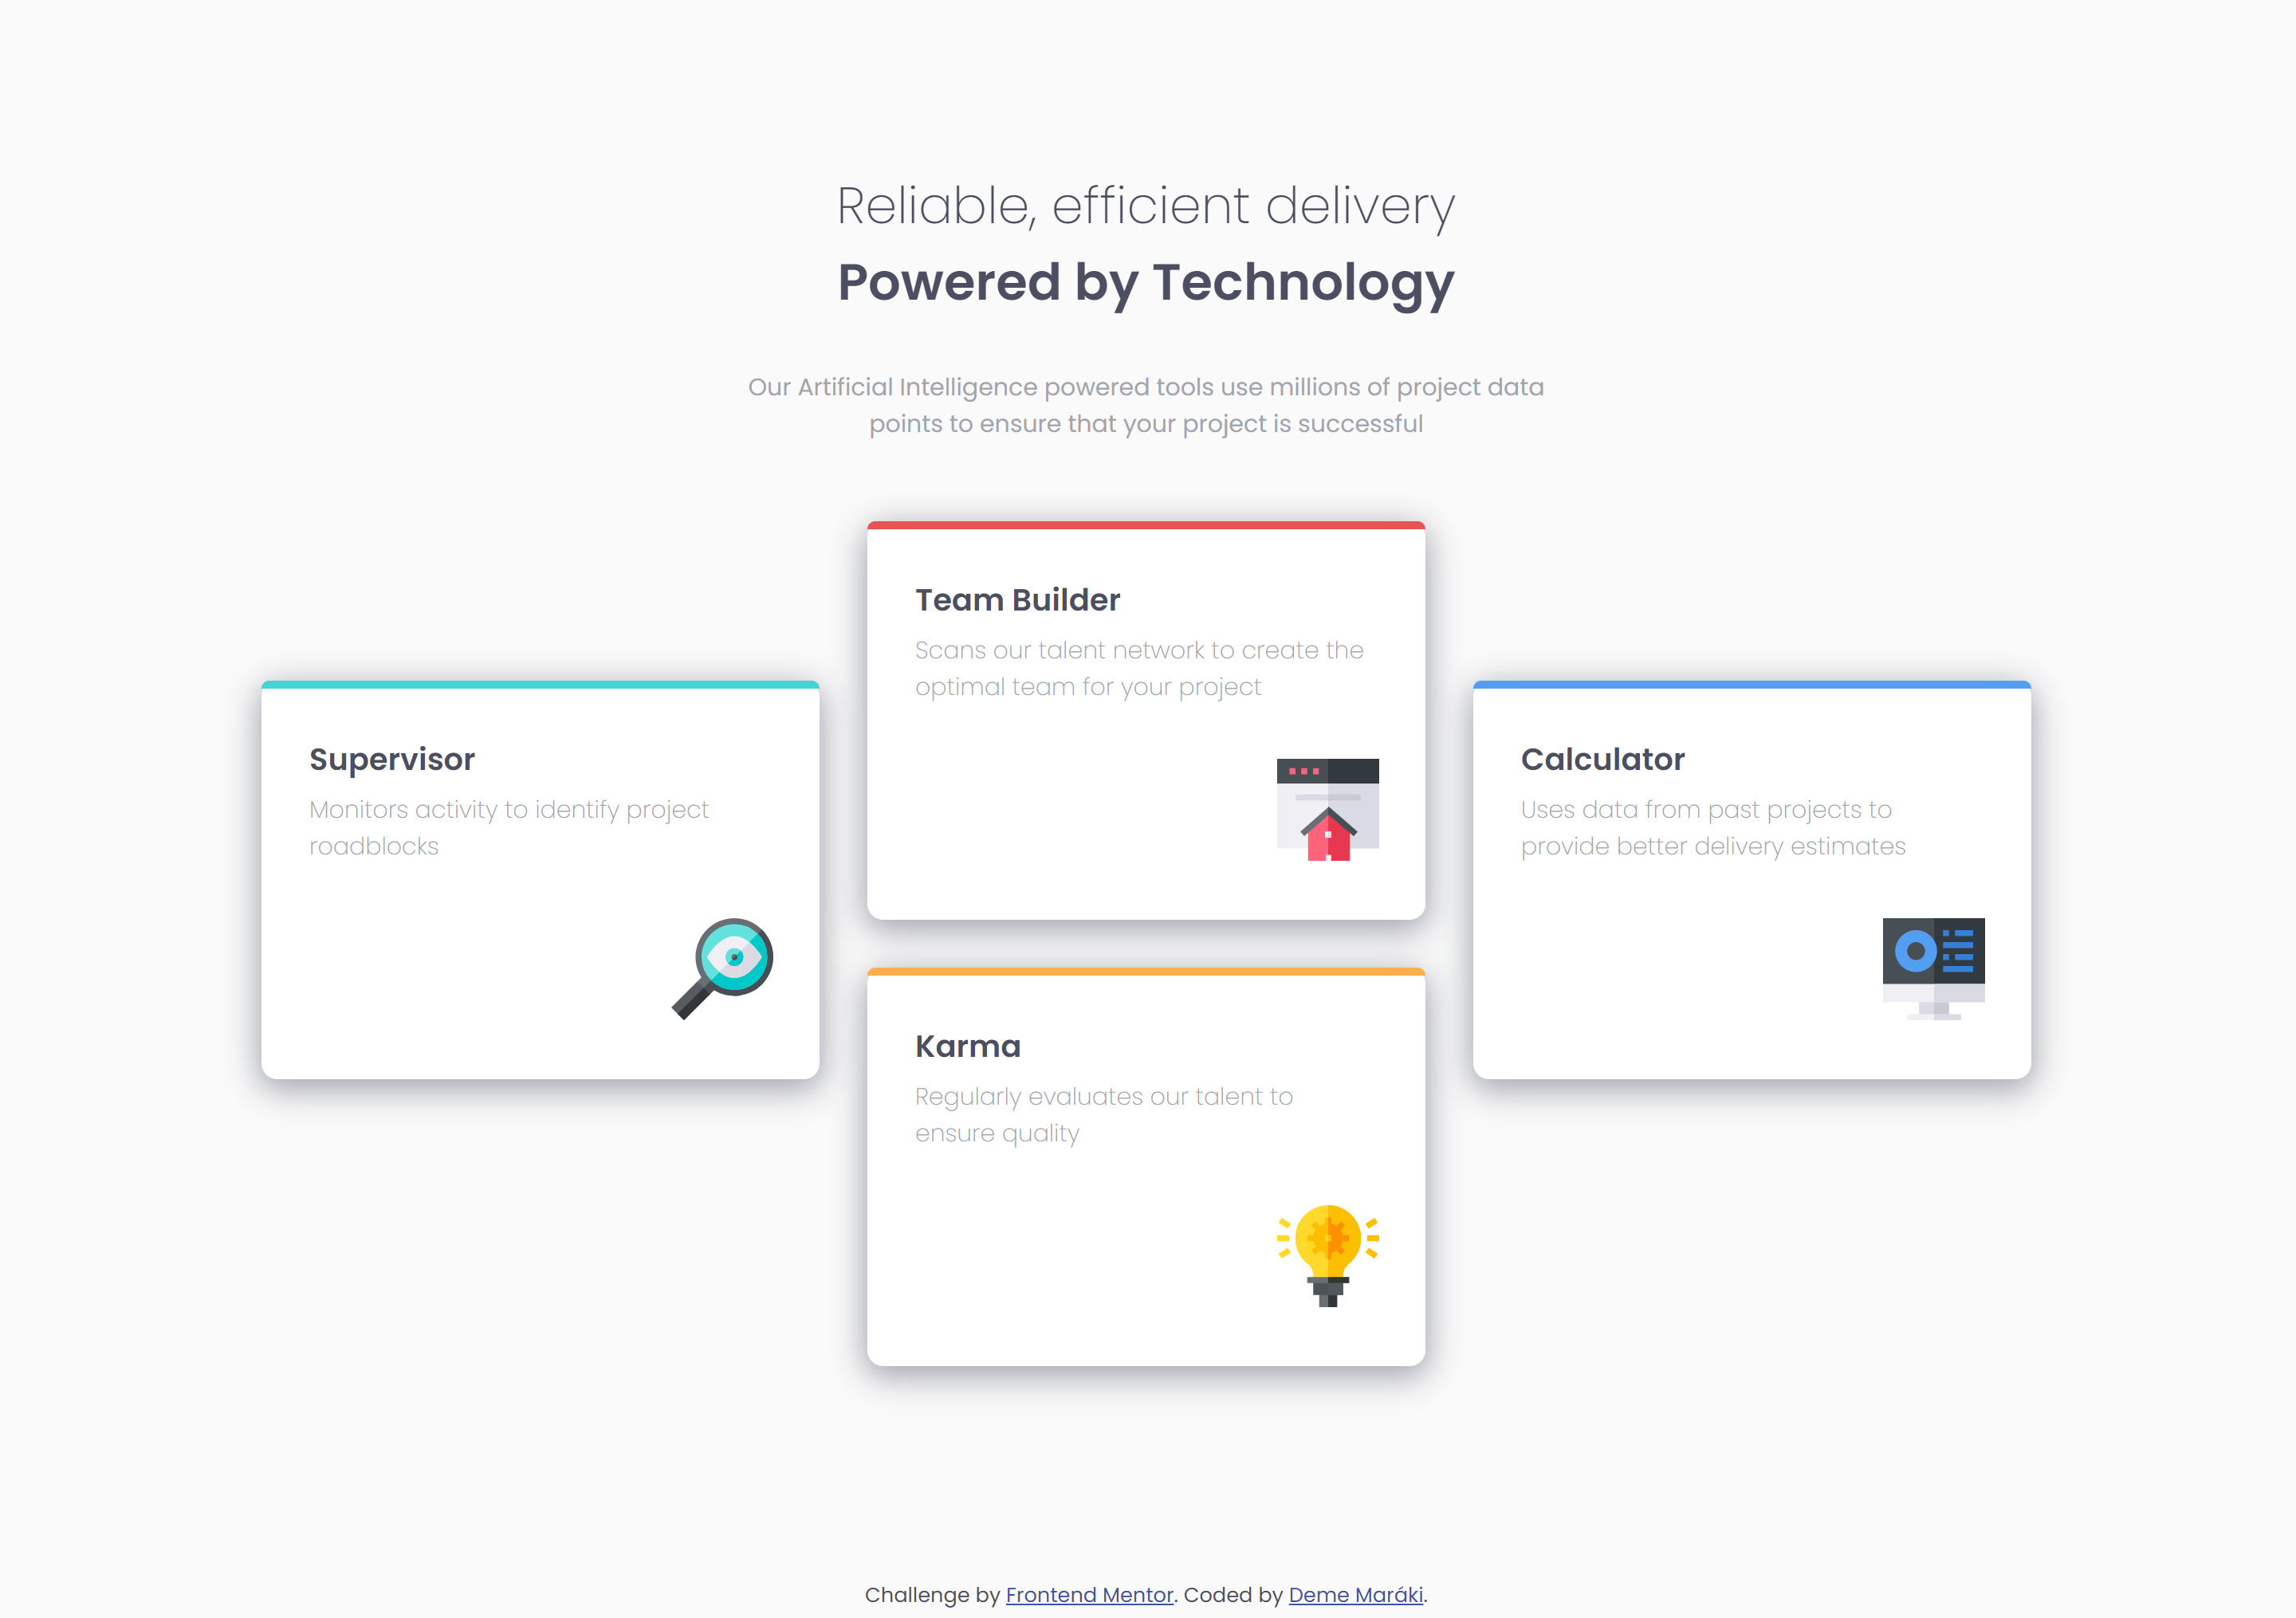 Reliable, efficient delivery
Powered by Technology
Our Artificial Intelligence powered tools use millions of project data
points to ensure that your project is successful
Supervisor
Monitors activity to identify project
roadblocks
Team Builder
Scans our talent network to create the
optimal team for your project
Karma
Regularly evaluates our talent to
ensure quality
Calculator
Uses data from past projects to
provide better delivery estimates
Challenge by Frontend Mentor. Coded by Deme Maráki.